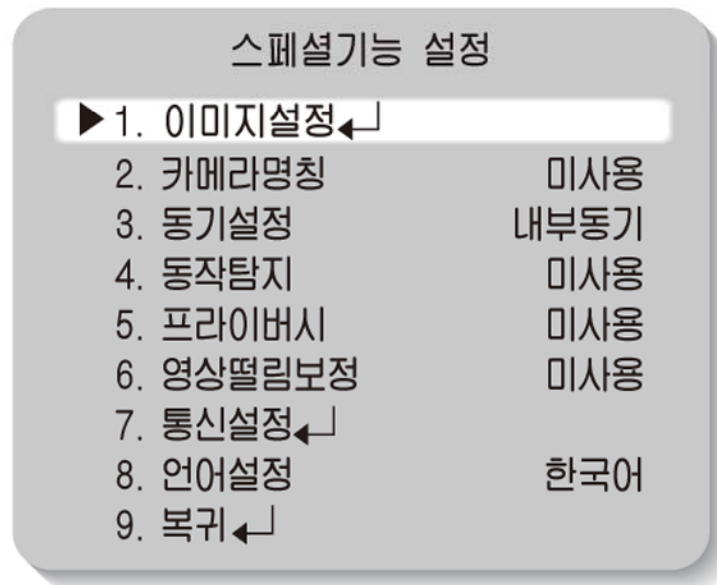 스페셜기능 설정
▶1. 이미지설정↵
2. 카메라명칭 미사용
3. 동기설정 내부동기
4. 동작탐지 미사용
5. 프라이버시 미사용
6. 영상떨림보정 미사용
7. 통신설정↵
8. 언어설정 한국어
9. 복귀↵